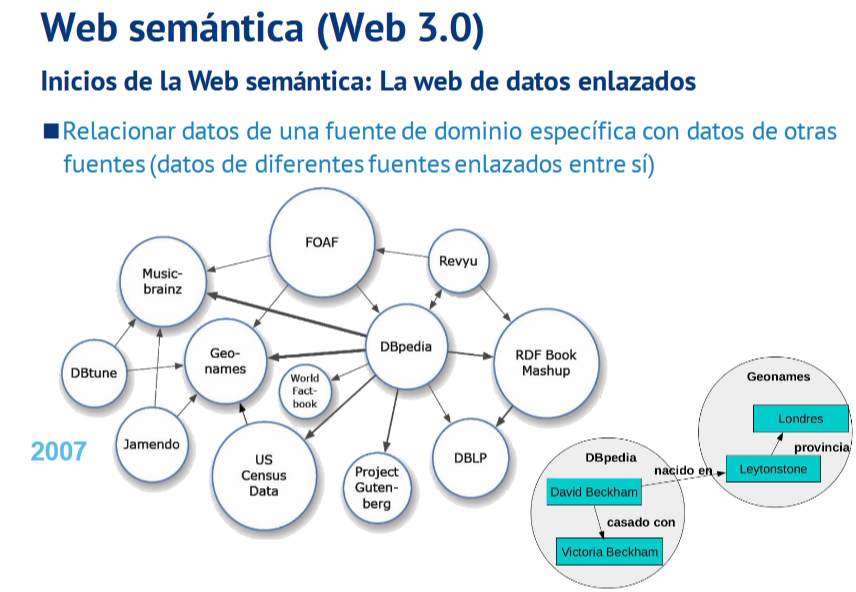 Web semántica (Web 3.0)
Inicios de la Web semántica: La web de datos enlazados
Relacionar datos de una fuente de dominio específica con datos de otras
fuentes (datos de diferentes fuentes enlazados entre sí)
FOAF
Music-
brainz
Revyu
DBpedia
Geo-
names
RDF Book
Mashup
DBtune
World
Fact-
book
Jamendo
2007
US
Census
Data
Project
Guten-
berg
DBLP
Geonames
Londres
provincia
Leytonstone
DBpedia
nacido en
David Beckham
casado con
Victoria Beckham